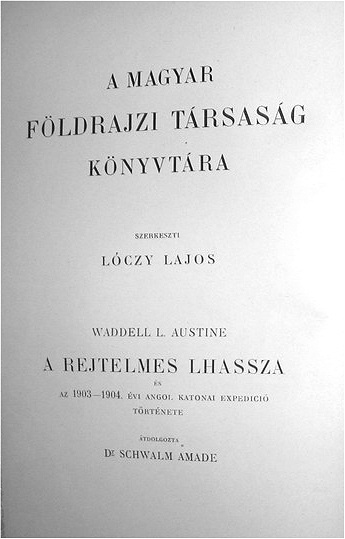 A MAGYAR
FÖLDRAJZI TÁRSASÁG
KÖNYVTÁRA
SZERKESZTI
LÓCZY LAJOS
WADDELL L. AUSTINE
A REJTELMES LHASSZA
ÉS
AZ 1903—1904. ÉVI ANGOL KATONAI EXPEDICIÓ
TÖRTÉNETE
ÁTDOLGOZTA
Dr SCHWALM AMADE